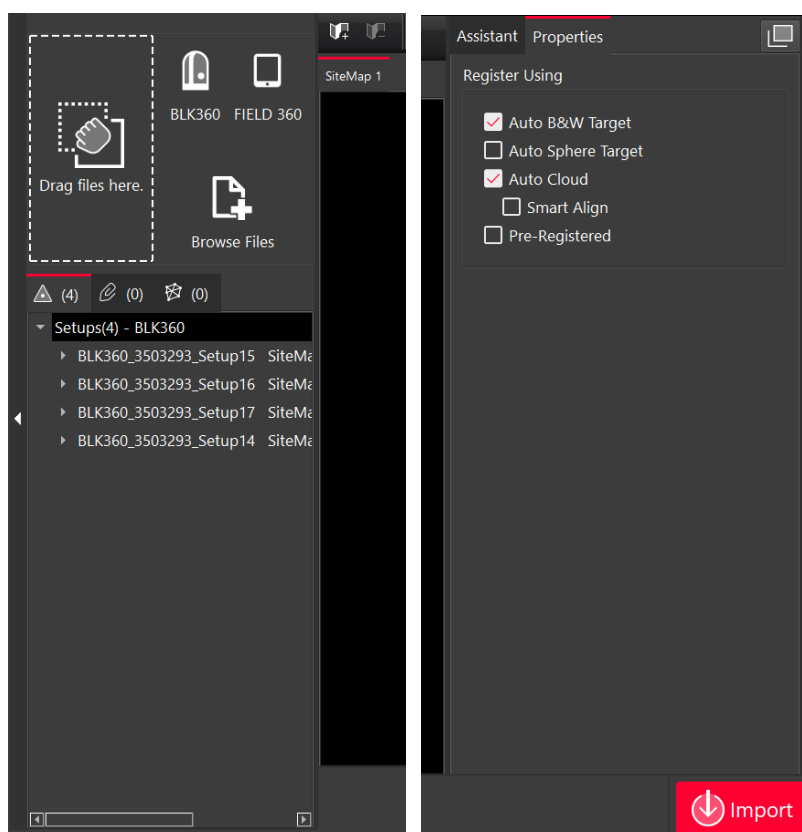 Drag files here.
BLK360
FIELD 360
Browse Files
(4)
(0)
(0)
Setups(4) - BLK360
BLK360_3503293_Setup15 SiteMa
BLK360_3503293_Setup16 SiteMa
BLK360_3503293_Setup17 SiteMa
BLK360_3503293_Setup14 SiteMa
SiteMap 1
Assistant
Properties
Register Using
Auto B&W Target
Auto Sphere Target
Auto Cloud
Smart Align
Pre-Registered
Import